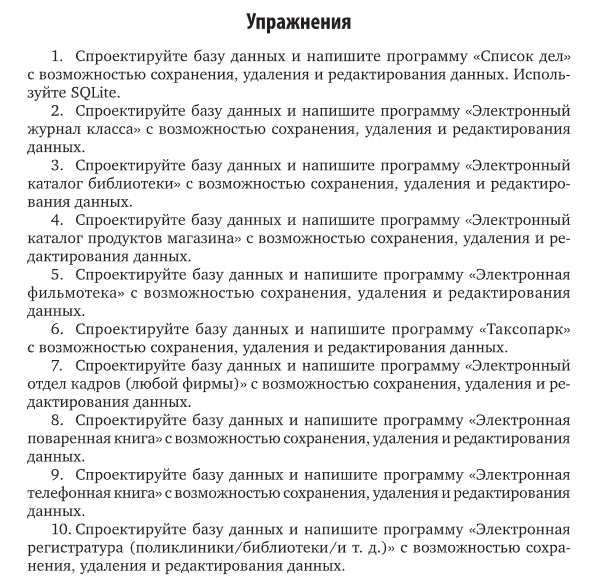 Упражнения
1. Спроектируйте базу данных и напишите программу «Список дел»
с возможностью сохранения, удаления и редактирования данных. Исполь-
зуйте SQLite.
2. Спроектируйте базу данных и напишите программу «Электронный
журнал класса» с возможностью сохранения, удаления и редактирования
данных.
3. Спроектируйте базу данных и напишите программу «Электронный
каталог библиотеки» с возможностью сохранения, удаления и редактиро-
вания данных.
4. Спроектируйте базу данных и напишите программу «Электронный
каталог продуктов магазина» с возможностью сохранения, удаления и ре-
дактирования данных.
5. Спроектируйте базу данных и напишите программу «Электронная
фильмотека» с возможностью сохранения, удаления и редактирования
данных.
6. Спроектируйте базу данных и напишите программу «Таксопарк»
с возможностью сохранения, удаления и редактирования данных.
7. Спроектируйте базу данных и напишите программу «Электронный
отдел кадров (любой фирмы)» с возможностью сохранения, удаления и ре-
дактирования данных.
8. Спроектируйте базу данных и напишите программу «Электронная
поваренная книга» с возможностью сохранения, удаления и редактирования
данных.
9. Спроектируйте базу данных и напишите программу «Электронная
телефонная книга» с возможностью сохранения, удаления и редактирования
данных.
10. Спроектируйте базу данных и напишите программу «Электронная
регистратура (поликлиники/библиотеки/и т. д.)» с возможностью сохра-
нения, удаления и редактирования данных.